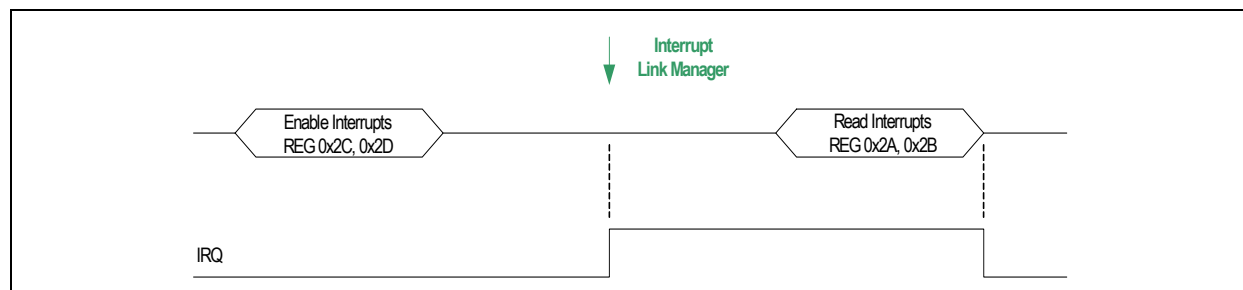 Interrupt
Link Manager
Enable Interrupts
REG 0x2C, 0x2D
Read Interrupts
REG 0x2A, 0x2B
IRQ